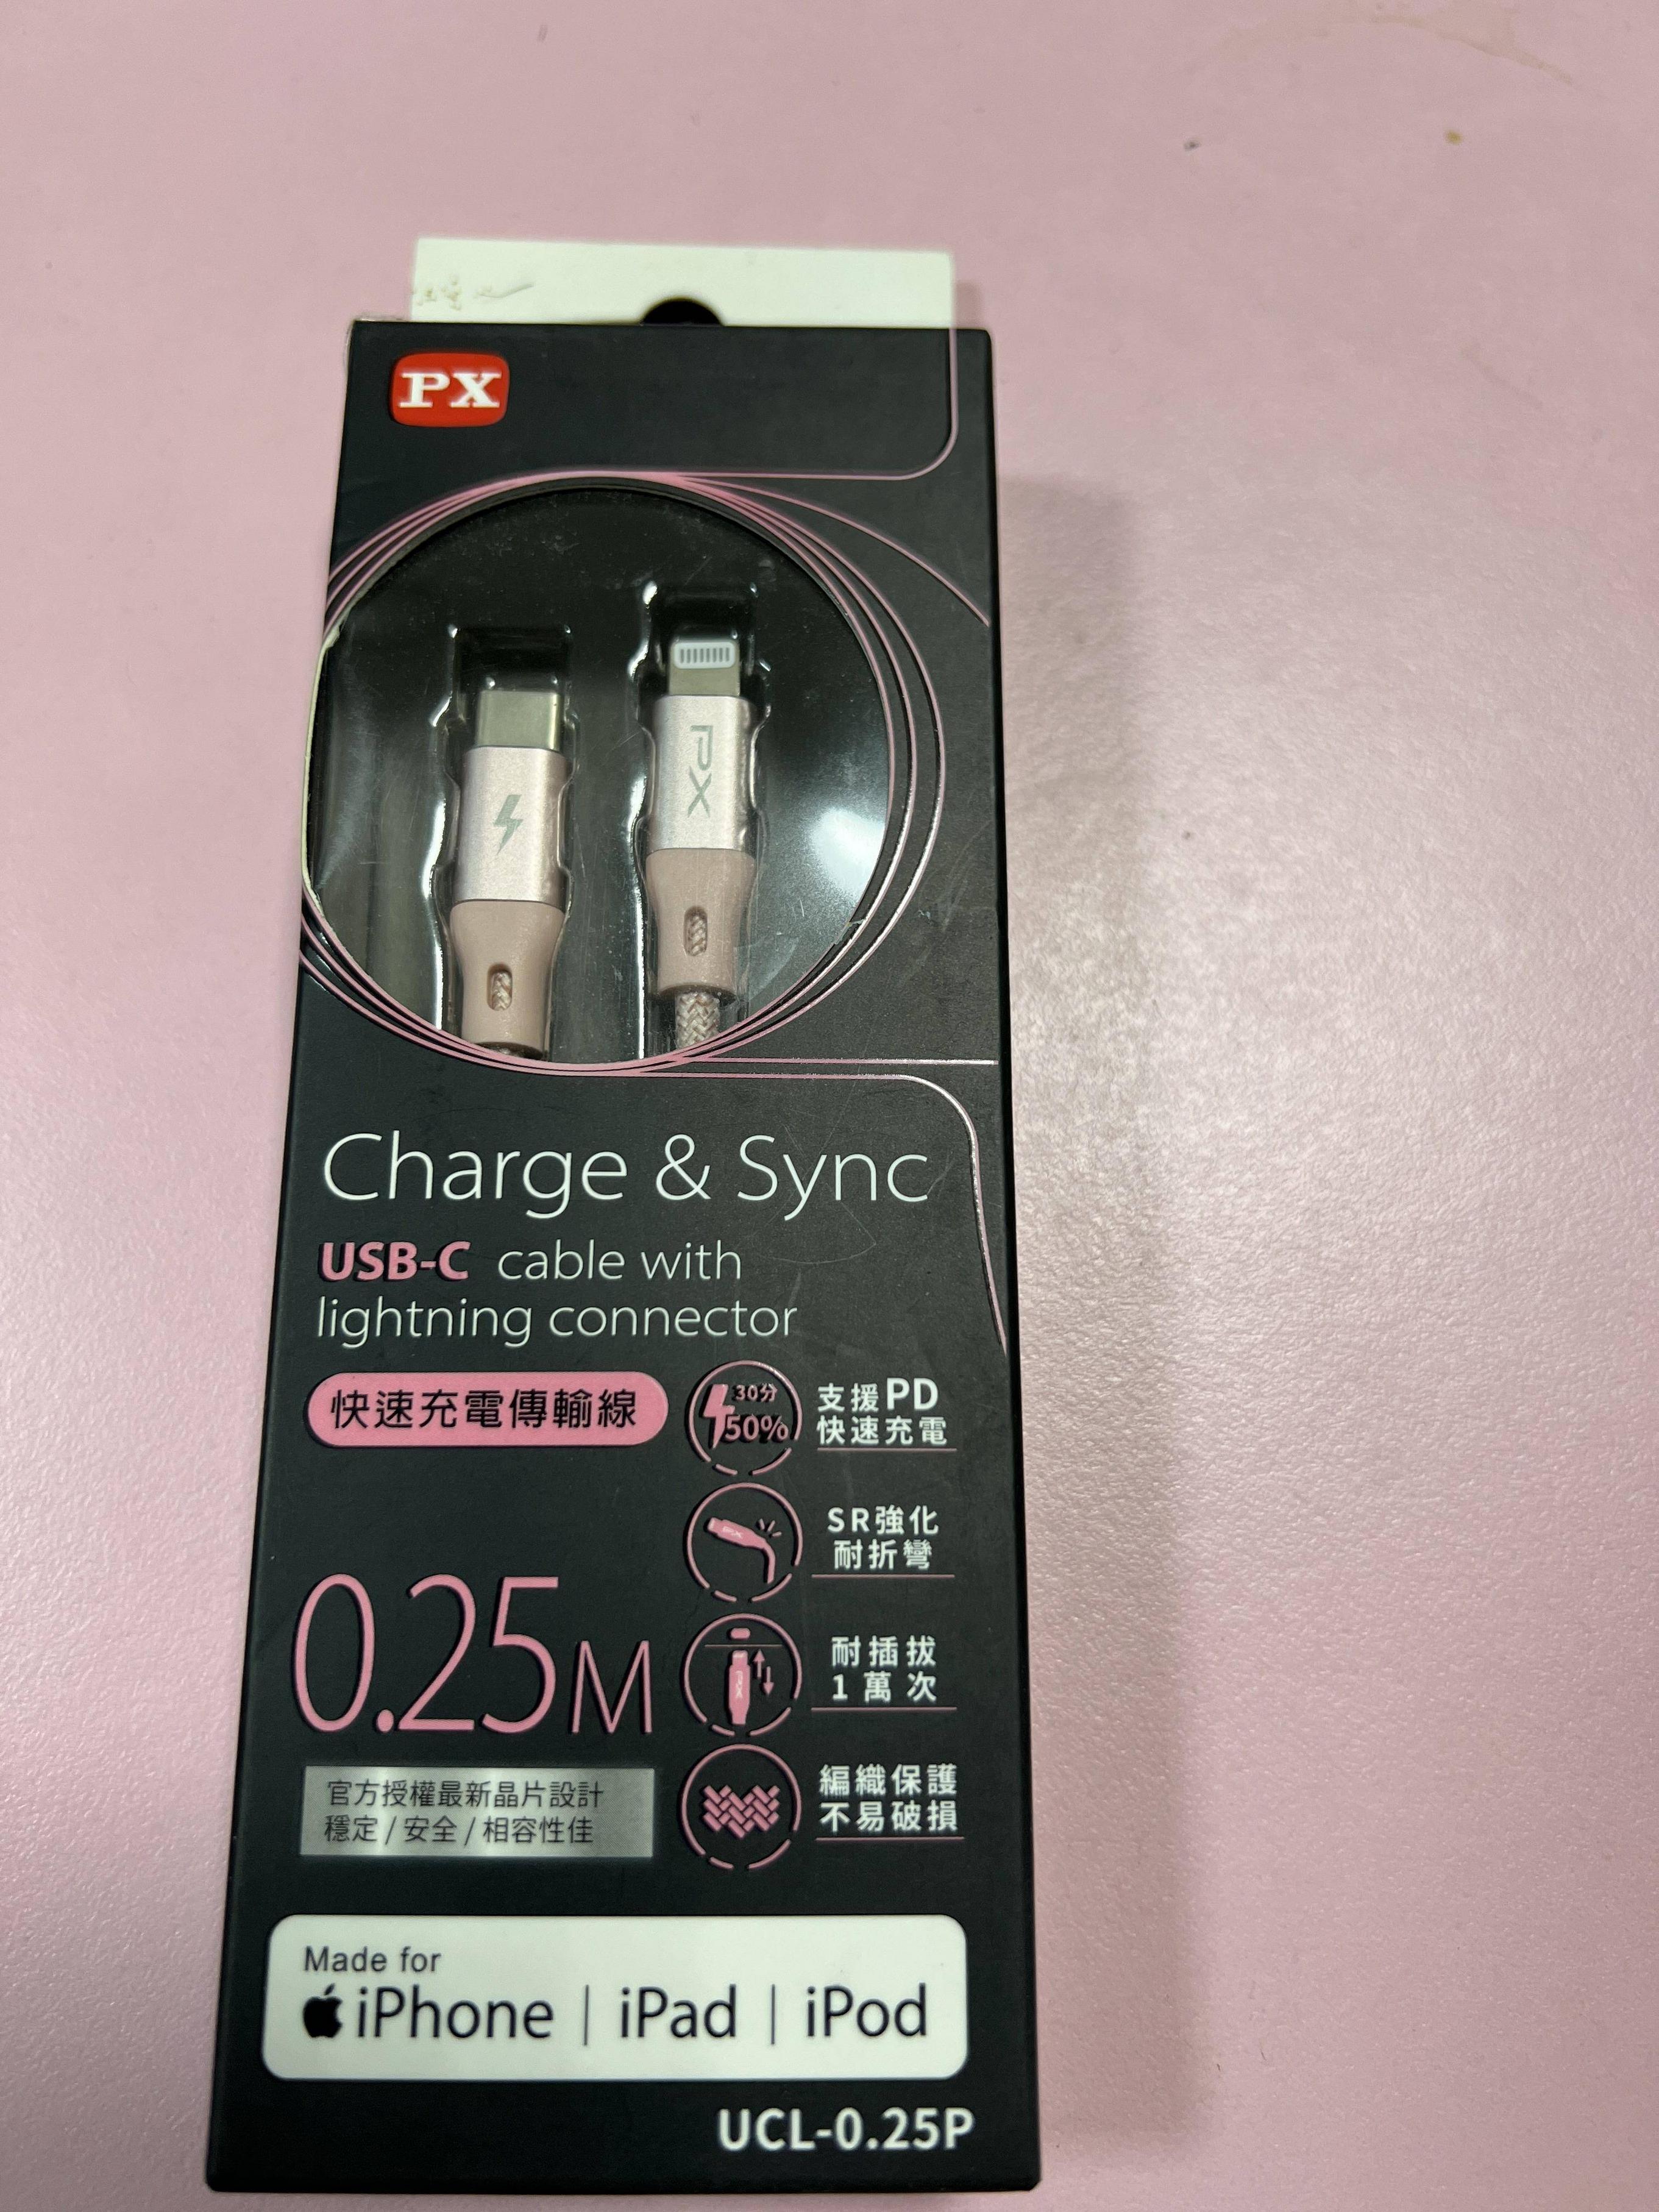 PX
PX
Charge & Sync
USB-C cable with
lightning connector
快速充電傳輸線
30分
50%
支援PD
快速充電
SR強化
耐折彎
0.25M
耐插拔
1萬次
官方授權最新晶片設計
穩定/安全/相容性佳
編織保護
不易破損
Made for
iPhone | iPad | iPod
UCL-0.25P